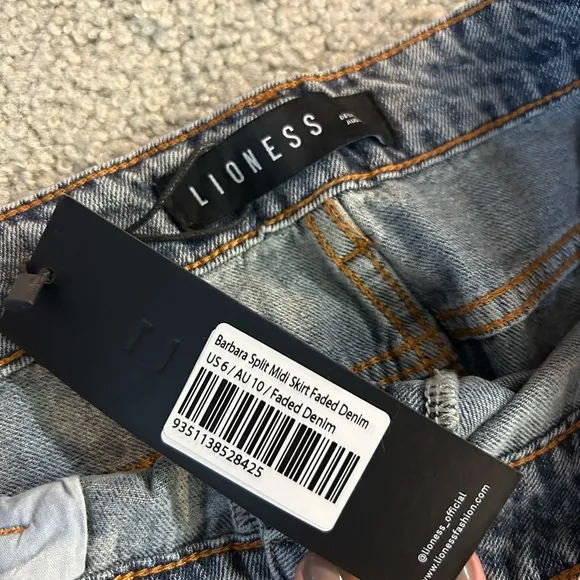 LIONESS
Barbara Split Midi Skirt Faded Denim
US 6 / AU 10 / Faded Denim
9351138528425
@lioness_official
www.lionessfashion.com